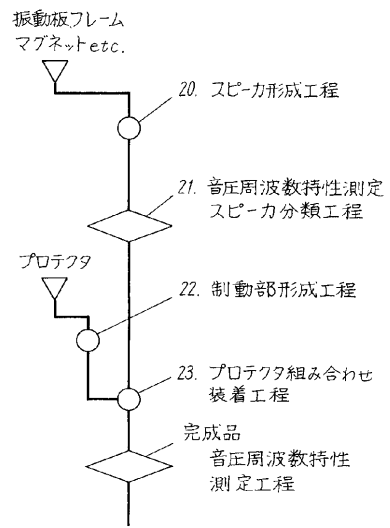 振動板フレーム
マグネットetc.
20. スピーカ形成工程
21. 音圧周波数特性測定
スピーカ分類工程
プロテクタ
22. 制動部形成工程
23. プロテクタ組み合わせ
装着工程
完成品
音圧周波数特性
測定工程